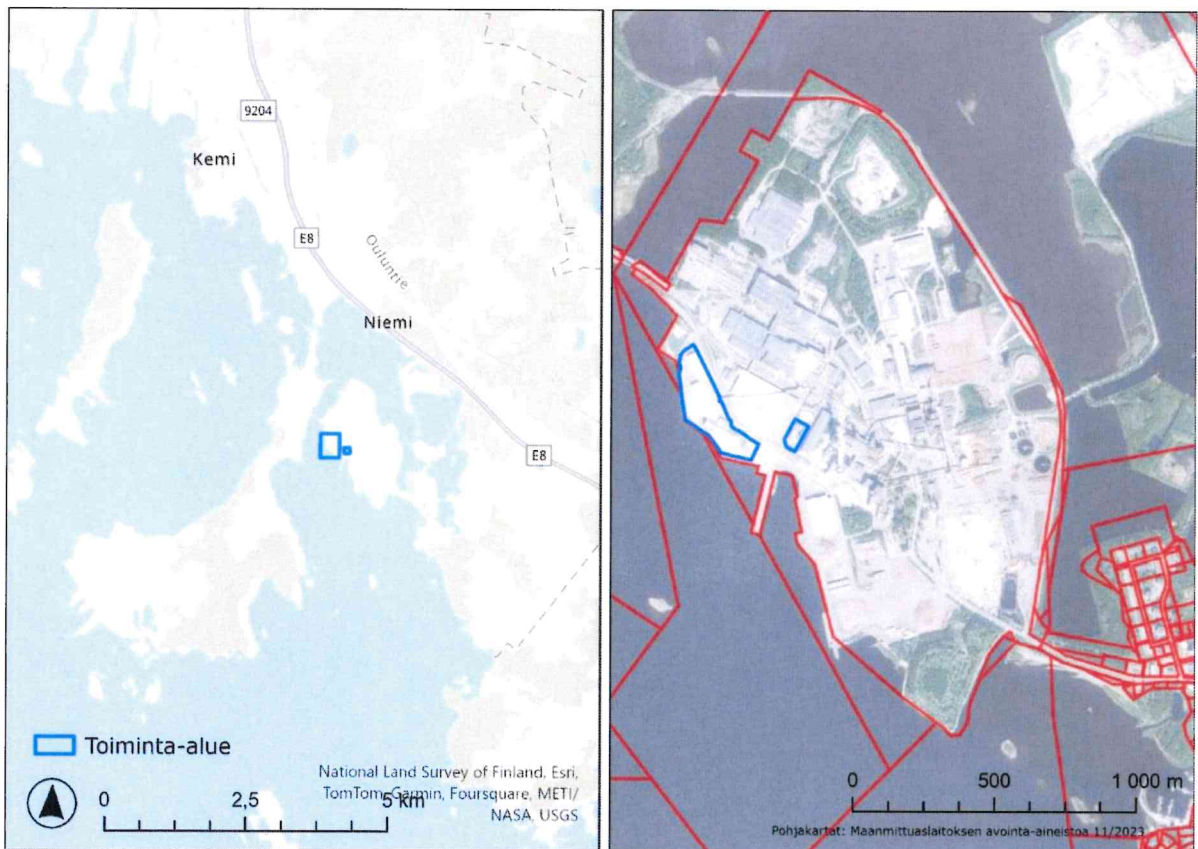 9204
Kemi
E8
Ouluntie
Niemi
E8
Toiminta-alue
National Land Survey of Finland, Esri,
TomTom, Garmin, Foursquare, METI/
NASA, USGS
0 2,5 5 km
0 500 1 000 m
Pohjakartat: Maanmittuaslaitoksen avointa-aineistoa 11/2023